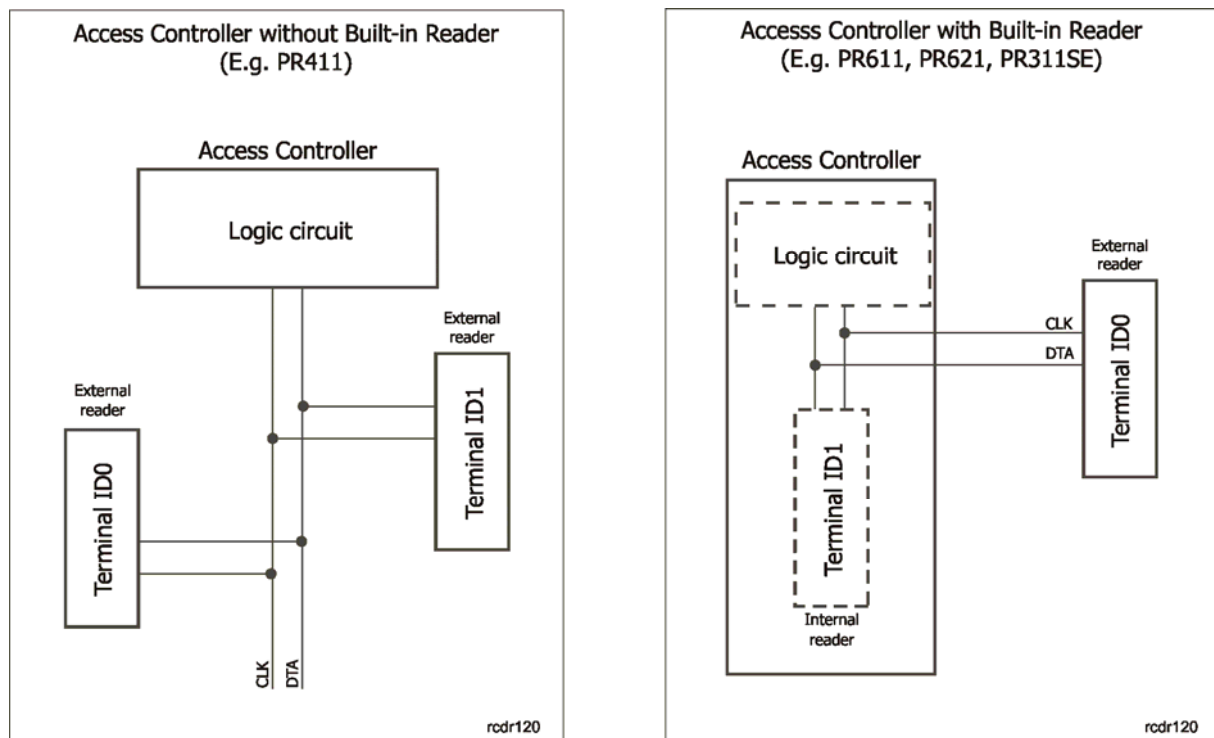 Access Controller without Built-in Reader
(E.g. PR411)
Access Controller
Logic circuit
External
reader
Terminal ID1
External
reader
Terminal ID0
CLK
DTA
rcdr120
Accesss Controller with Built-in Reader
(E.g. PR611, PR621, PR311SE)
Access Controller
Logic circuit
External
reader
CLK
DTA
Terminal ID0
Terminal ID1
Internal
reader
rcdr120